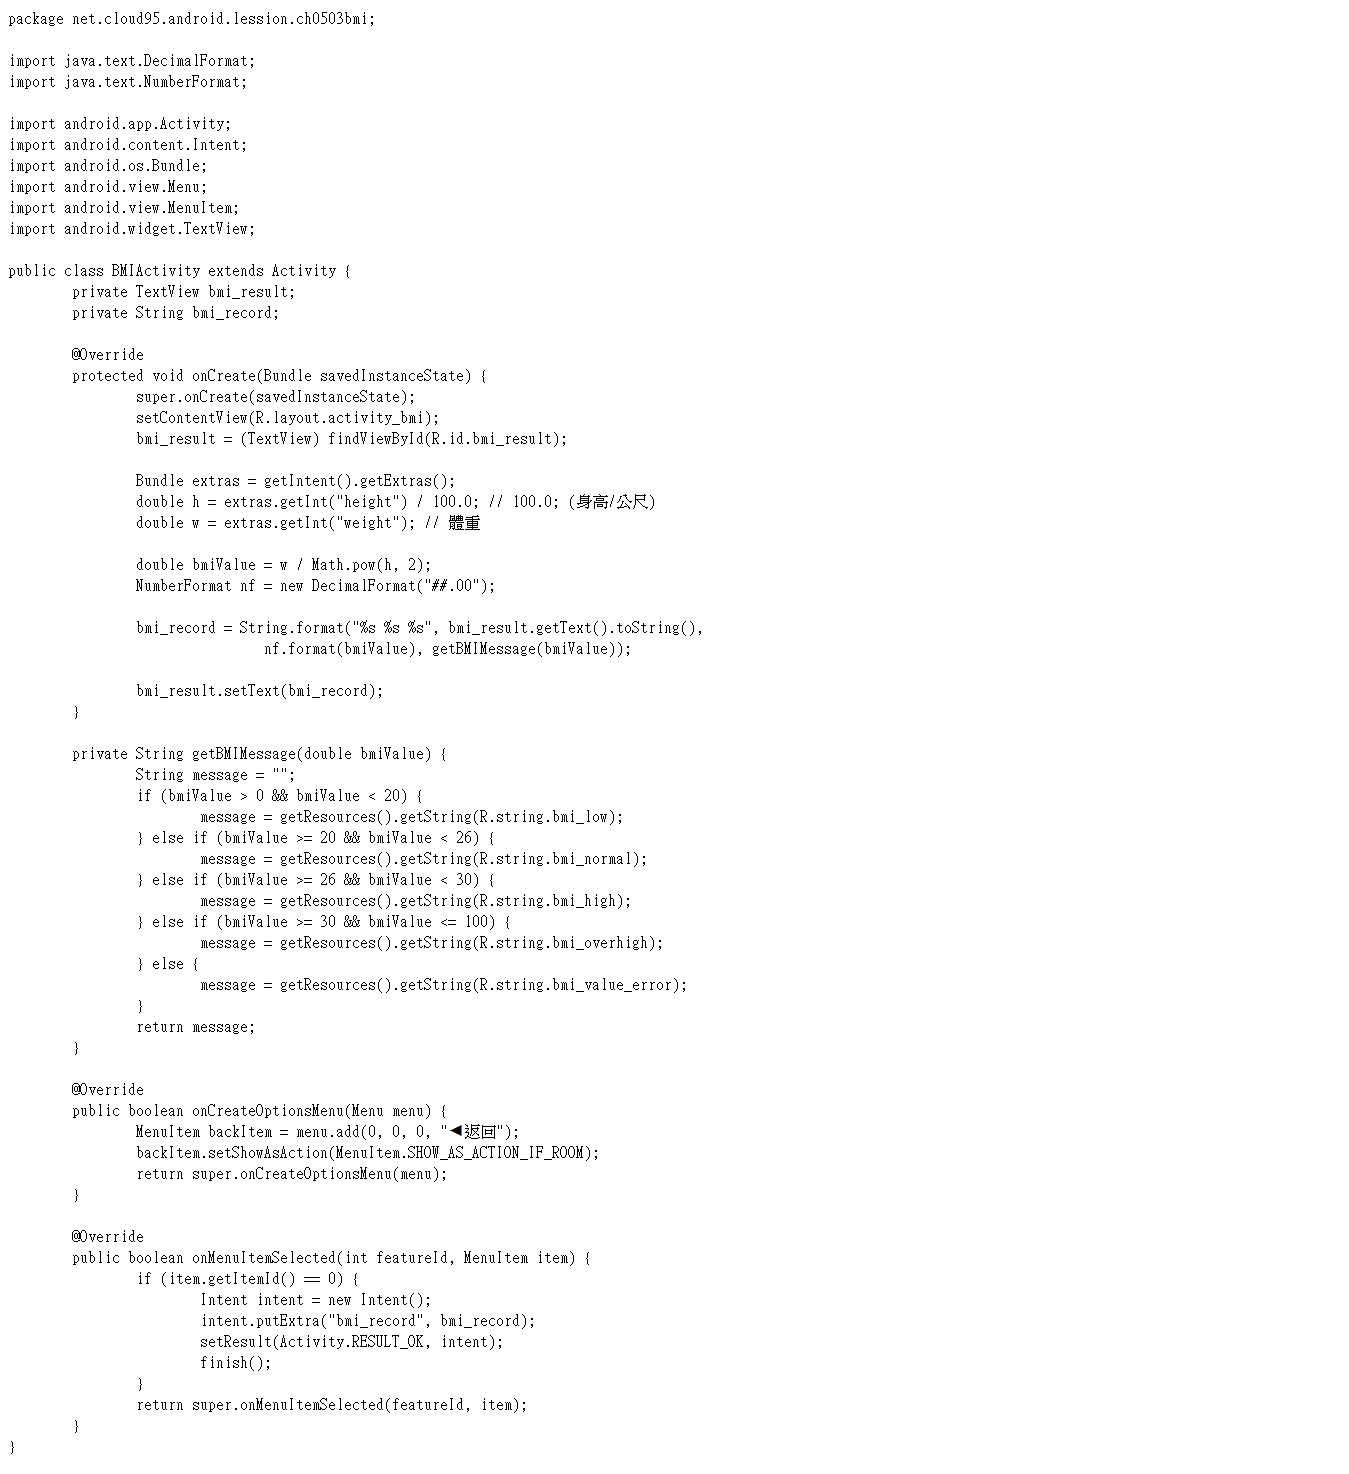 package net.cloud95.android.lession.ch0503bmi;

import java.text.DecimalFormat;
import java.text.NumberFormat;

import android.app.Activity;
import android.content.Intent;
import android.os.Bundle;
import android.view.Menu;
import android.view.MenuItem;
import android.widget.TextView;

public class BMIActivity extends Activity {
        private TextView bmi_result;
        private String bmi_record;

        @Override
        protected void onCreate(Bundle savedInstanceState) {
                super.onCreate(savedInstanceState);
                setContentView(R.layout.activity_bmi);
                bmi_result = (TextView) findViewById(R.id.bmi_result);

                Bundle extras = getIntent().getExtras();
                double h = extras.getInt("height") / 100.0; // 100.0; (身高/公尺)
                double w = extras.getInt("weight"); // 體重

                double bmiValue = w / Math.pow(h, 2);
                NumberFormat nf = new DecimalFormat("##.00");

                bmi_record = String.format("%s %s %s", bmi_result.getText().toString(),
                                nf.format(bmiValue), getBMIMessage(bmiValue));

                bmi_result.setText(bmi_record);
        }

        private String getBMIMessage(double bmiValue) {
                String message = "";
                if (bmiValue > 0 && bmiValue < 20) {
                        message = getResources().getString(R.string.bmi_low);
                } else if (bmiValue >= 20 && bmiValue < 26) {
                        message = getResources().getString(R.string.bmi_normal);
                } else if (bmiValue >= 26 && bmiValue < 30) {
                        message = getResources().getString(R.string.bmi_high);
                } else if (bmiValue >= 30 && bmiValue <= 100) {
                        message = getResources().getString(R.string.bmi_overhigh);
                } else {
                        message = getResources().getString(R.string.bmi_value_error);
                }
                return message;
        }

        @Override
        public boolean onCreateOptionsMenu(Menu menu) {
                MenuItem backItem = menu.add(0, 0, 0, "◄返回");
                backItem.setShowAsAction(MenuItem.SHOW_AS_ACTION_IF_ROOM);
                return super.onCreateOptionsMenu(menu);
        }

        @Override
        public boolean onMenuItemSelected(int featureId, MenuItem item) {
                if (item.getItemId() == 0) {
                        Intent intent = new Intent();
                        intent.putExtra("bmi_record", bmi_record);
                        setResult(Activity.RESULT_OK, intent);
                        finish();
                }
                return super.onMenuItemSelected(featureId, item);
        }
}